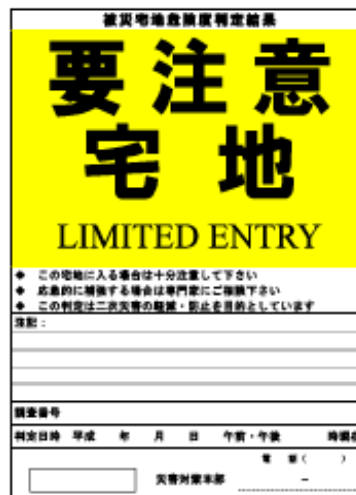 被災宅地危険度判定結果
要注意
宅地
LIMITED ENTRY
◆ この宅地に入る場合は十分注意して下さい
◆ 応急的に補強する場合は専門家にご相談下さい
◆ この判定は二次災害の軽減・防止を目的としています
注記:
調査番号
判定日時 平成 年 月 日 午前・午後 時現在
電 話( )
災害対策本部 −